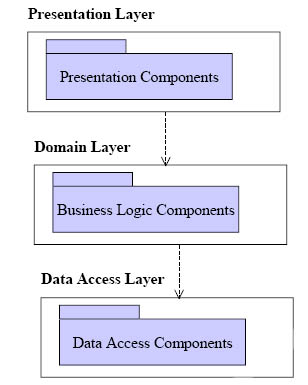 Presentation Layer
Presentation Components
Domain Layer
Business Logic Components
Data Access Layer
Data Access Components